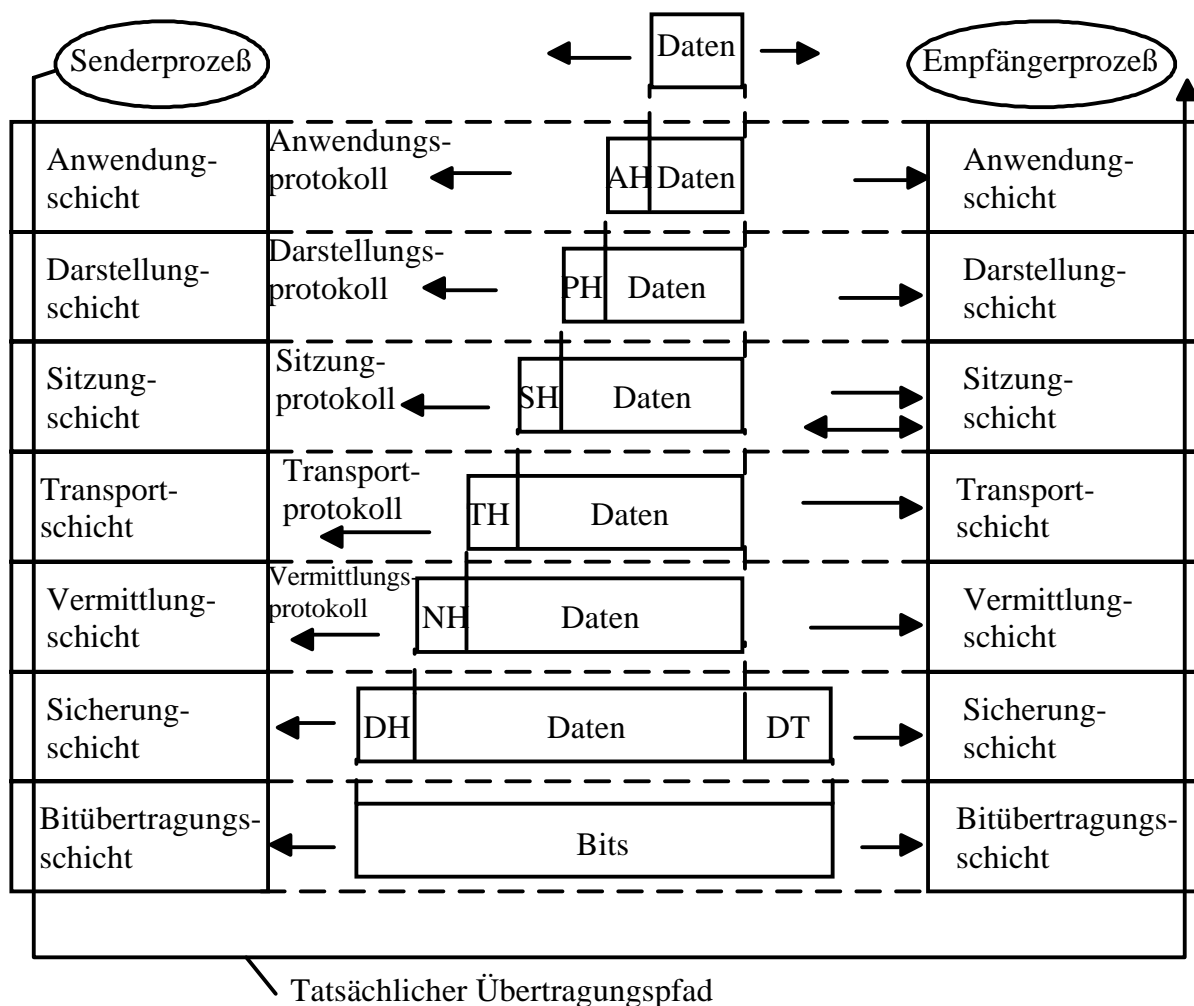 Senderprozeß
Daten
Empfängerprozeß
Anwendung-
schicht
Anwendungs-
protokoll
AH
Daten
Anwendung-
schicht
Darstellung-
schicht
Darstellungs-
protokoll
PH
Daten
Darstellung-
schicht
Sitzung-
schicht
Sitzung-
protokoll
SH
Daten
Sitzung-
schicht
Transport-
schicht
Transport-
protokoll
TH
Daten
Transport-
schicht
Vermittlung-
schicht
Vermittlungs-
protokoll
NH
Daten
Vermittlung-
schicht
Sicherung-
schicht
DH
Daten
DT
Sicherung-
schicht
Bitübertragungs-
schicht
Bits
Bitübertragungs-
schicht
Tatsächlicher Übertragungspfad